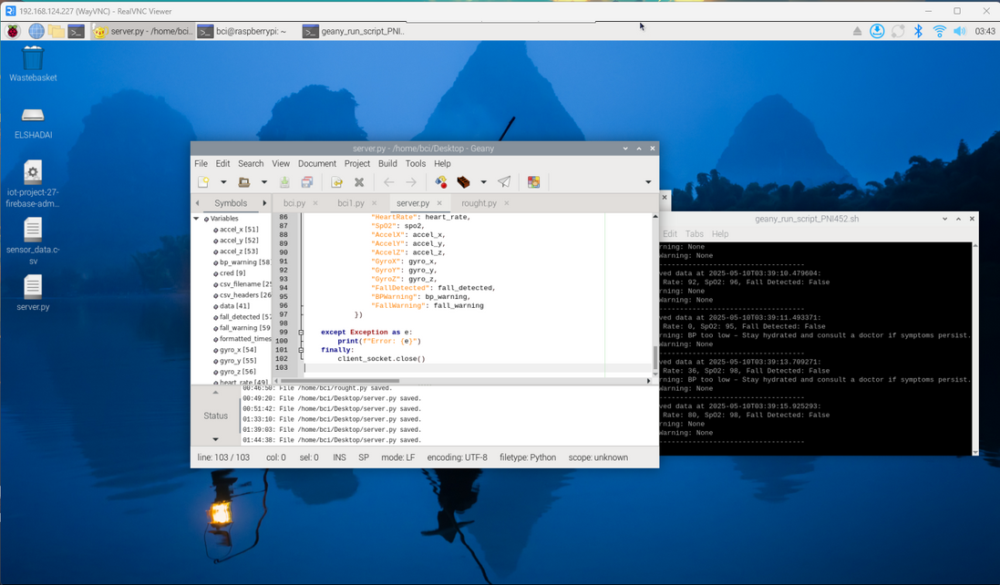 192.168.124.227 (WayVNC) - RealVNC Viewer
server.py - /home/bci...
bci@raspberrypi: ~
geany_run_script_PNI...
03:43
Wastebasket
ELSHADAI
iot-project-27-
firebase-adm...
sensor_data.c-
sv
server.py
server.py - /home/bci/Desktop - Geany
File Edit Search View Document Project Build Tools Help
Symbols
bci.py
bci1.py
server.py
rought.py
Variables
accel_x [51]
accel_y [52]
accel_z [53]
bp_warning [58
cred [9]
csv_filename [25
csv_headers [26
data [41]
fall_detected [57
fall_warning [59
formatted_times
gyro_x [54]
gyro_y [55]
gyro_z [56]
heart_rate [49]
86 "HeartRate": heart_rate,
87 "SpO2": spo2,
88 "AccelX": accel_x,
89 "AccelY": accel_y,
90 "AccelZ": accel_z,
91 "GyroX": gyro_x,
92 "GyroY": gyro_y,
93 "GyroZ": gyro_z,
94 "FallDetected": fall_detected,
95 "BPWarning": bp_warning,
96 "FallWarning": fall_warning
97 })
98
99 except Exception as e:
100 print(f"Error: {e}")
101 finally:
102 client_socket.close()
103
Status
00:46:50: File /home/bci/rought.py saved.
00:49:20: File /home/bci/Desktop/server.py saved.
00:51:42: File /home/bci/Desktop/server.py saved.
01:33:10: File /home/bci/Desktop/server.py saved.
01:39:03: File /home/bci/Desktop/server.py saved.
01:44:38: File /home/bci/Desktop/server.py saved.
line: 103 / 103 col: 0 sel: 0 INS SP mode: LF encoding: UTF-8 filetype: Python scope: unknown
geany_run_script_PNI452.sh
Edit Tabs Help
rning: None
Warning: None
----------------------------------
ved data at 2025-05-10T03:39:10.479604:
Rate: 92, SpO2: 96, Fall Detected: False
rning: None
Warning: None
----------------------------------
ved data at 2025-05-10T03:39:11.493371:
Rate: 0, SpO2: 95, Fall Detected: False
rning: BP too low – Stay hydrated and consult a doctor if symptoms persist.
Warning: None
----------------------------------
ved data at 2025-05-10T03:39:13.709271:
Rate: 36, SpO2: 98, Fall Detected: False
rning: BP too low – Stay hydrated and consult a doctor if symptoms persist.
Warning: None
----------------------------------
ved data at 2025-05-10T03:39:15.925293:
Rate: 80, SpO2: 98, Fall Detected: False
rning: None
Warning: None
----------------------------------